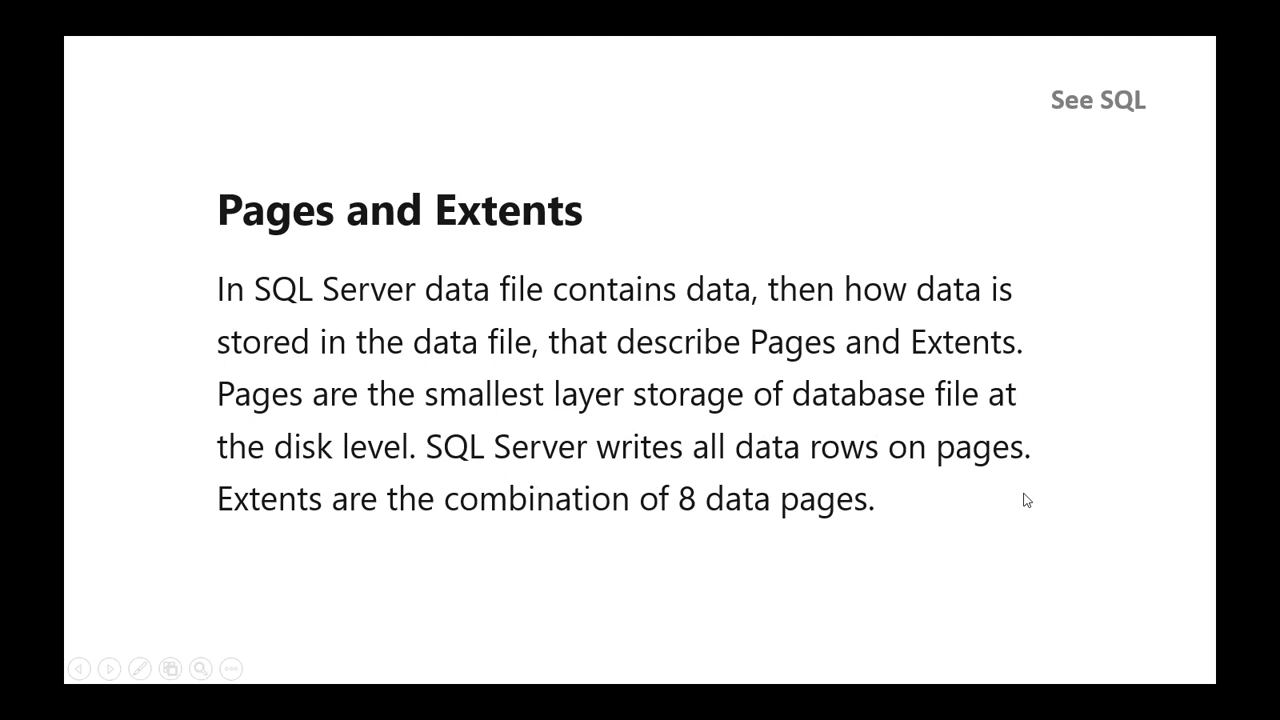 See SQL
Pages and Extents
In SQL Server data file contains data, then how data is
stored in the data file, that describe Pages and Extents.
Pages are the smallest layer storage of database file at
the disk level. SQL Server writes all data rows on pages.
Extents are the combination of 8 data pages.